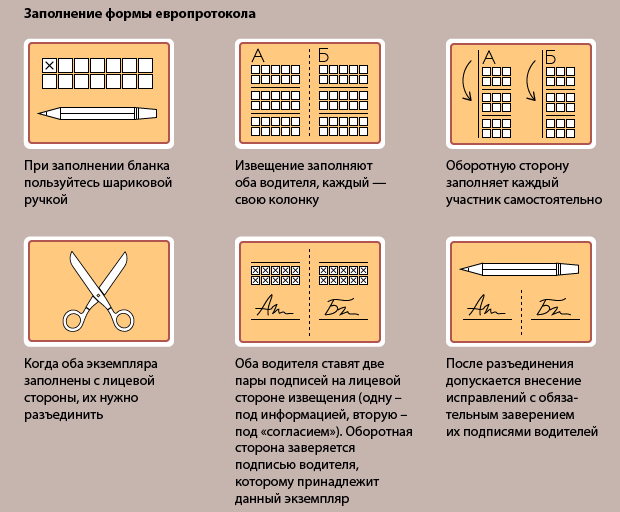 Заполнение формы европротокола
А
Б
А
Б
При заполнении бланка
пользуйтесь шариковой
ручкой
Извещение заполняют
оба водителя, каждый —
свою колонку
Оборотную сторону
заполняет каждый
участник самостоятельно
Когда оба экземпляра
заполнены с лицевой
стороны, их нужно
разъединить
Оба водителя ставят две
пары подписей на лицевой
стороне извещения (одну –
под информацией, вторую –
под «согласием»). Оборотная
сторона заверяется
подписью водителя,
которому принадлежит
данный экземпляр
После разъединения
допускается внесение
исправлений с обяза-
тельным заверением
их подписями водителей